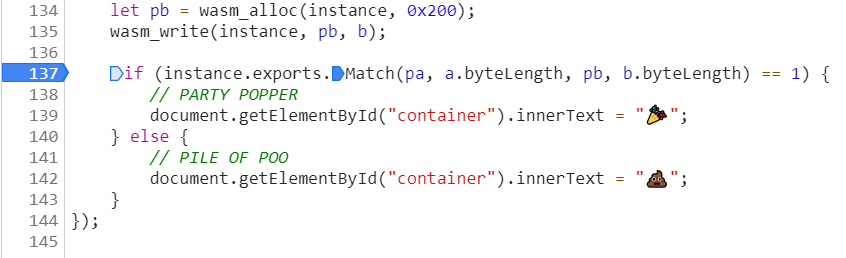 134 let pb = wasm_alloc(instance, 0x200);
135 wasm_write(instance, pb, b);
136
137 if (instance.exports.Match(pa, a.byteLength, pb, b.byteLength) == 1) {
138 // PARTY POPPER
139 document.getElementById("container").innerText = "🎉";
140 } else {
141 // PILE OF POO
142 document.getElementById("container").innerText = "💩";
143 }
144 });
145